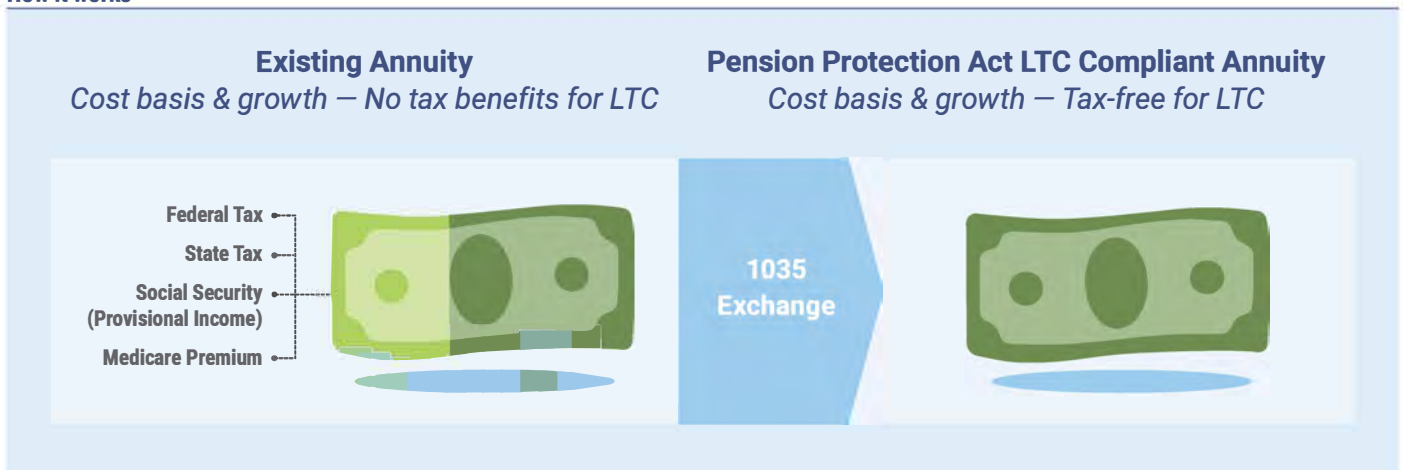 Existing Annuity
Cost basis & growth — No tax benefits for LTC
Pension Protection Act LTC Compliant Annuity
Cost basis & growth — Tax-free for LTC
Federal Tax
State Tax
Social Security
(Provisional Income)
Medicare Premium
1035
Exchange